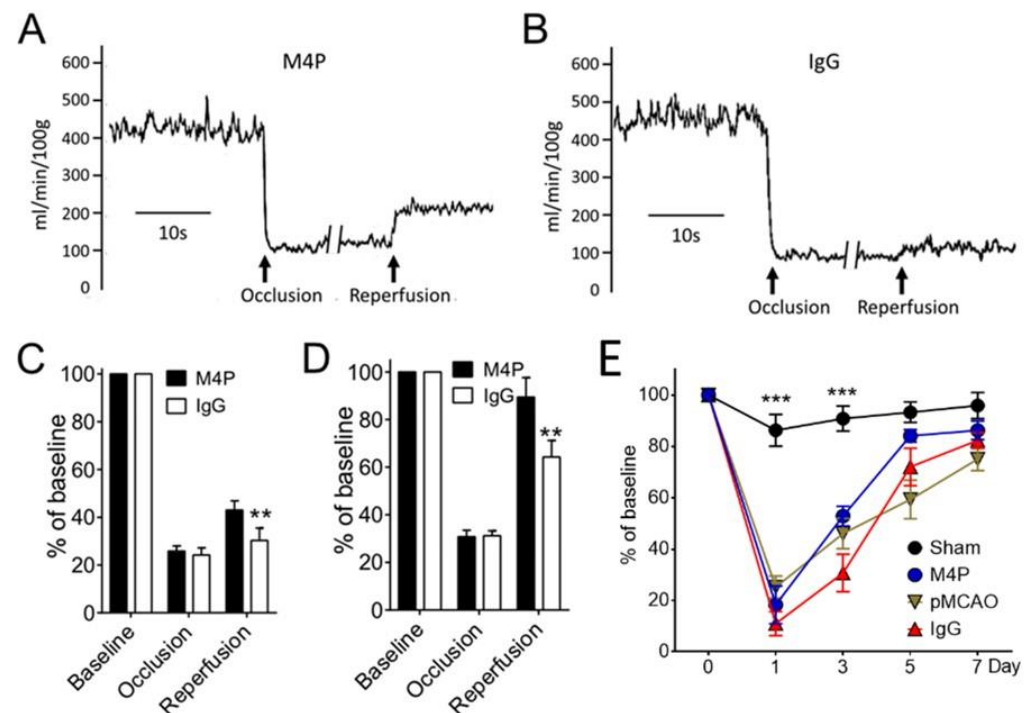 A
M4P
600
500
400
300
200
100
0
ml/min/100g
10s
Occlusion
Reperfusion
B
IgG
600
500
400
300
200
100
0
ml/min/100g
10s
Occlusion
Reperfusion
C
100
80
60
40
20
0
% of baseline
M4P
IgG
**
Baseline
Occlusion
Reperfusion
D
100
80
60
40
20
0
% of baseline
M4P
IgG
**
Baseline
Occlusion
Reperfusion
E
100
80
60
40
20
0
% of baseline
***
***
Sham
M4P
pMCAO
IgG
0 1 3 5 7 Day